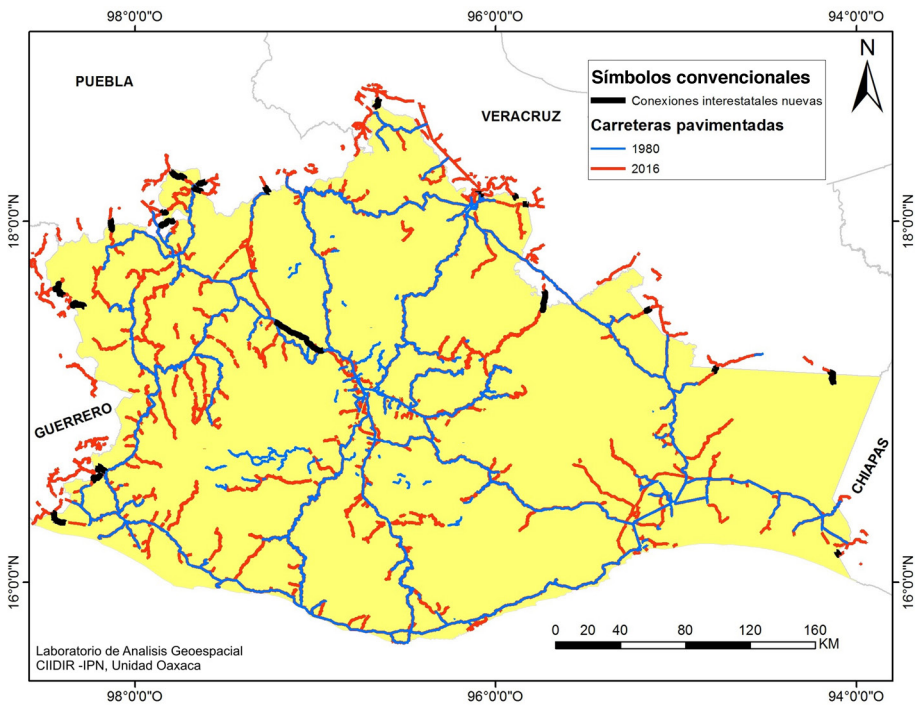 98°0'0"O 96°0'0"O 94°0'0"O
PUEBLA
VERACRUZ
N
Símbolos convencionales
Conexiones interestatales nuevas
Carreteras pavimentadas
1980
2016
18°0'0"N
18°0'0"N
GUERRERO
CHIAPAS
16°0'0"N
16°0'0"N
0 20 40 80 120 160
KM
Laboratorio de Analisis Geoespacial
CIIDIR -IPN, Unidad Oaxaca
98°0'0"O 96°0'0"O 94°0'0"O